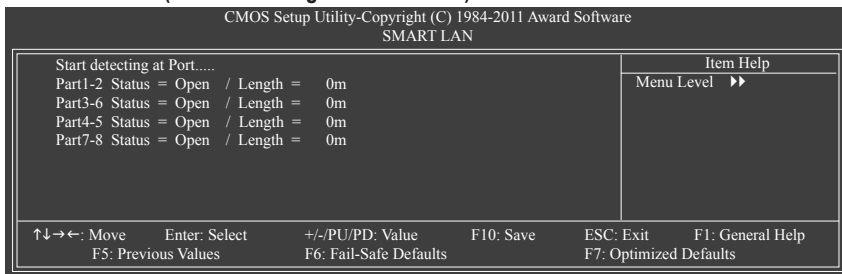 CMOS Setup Utility-Copyright (C) 1984-2011 Award Software
SMART LAN
Start detecting at Port.....
Part1-2 Status = Open / Length = 0m
Part3-6 Status = Open / Length = 0m
Part4-5 Status = Open / Length = 0m
Part7-8 Status = Open / Length = 0m
Item Help
Menu Level ▶▶
↑↓→←: Move Enter: Select +/-/PU/PD: Value F10: Save ESC: Exit F1: General Help
F5: Previous Values F6: Fail-Safe Defaults F7: Optimized Defaults